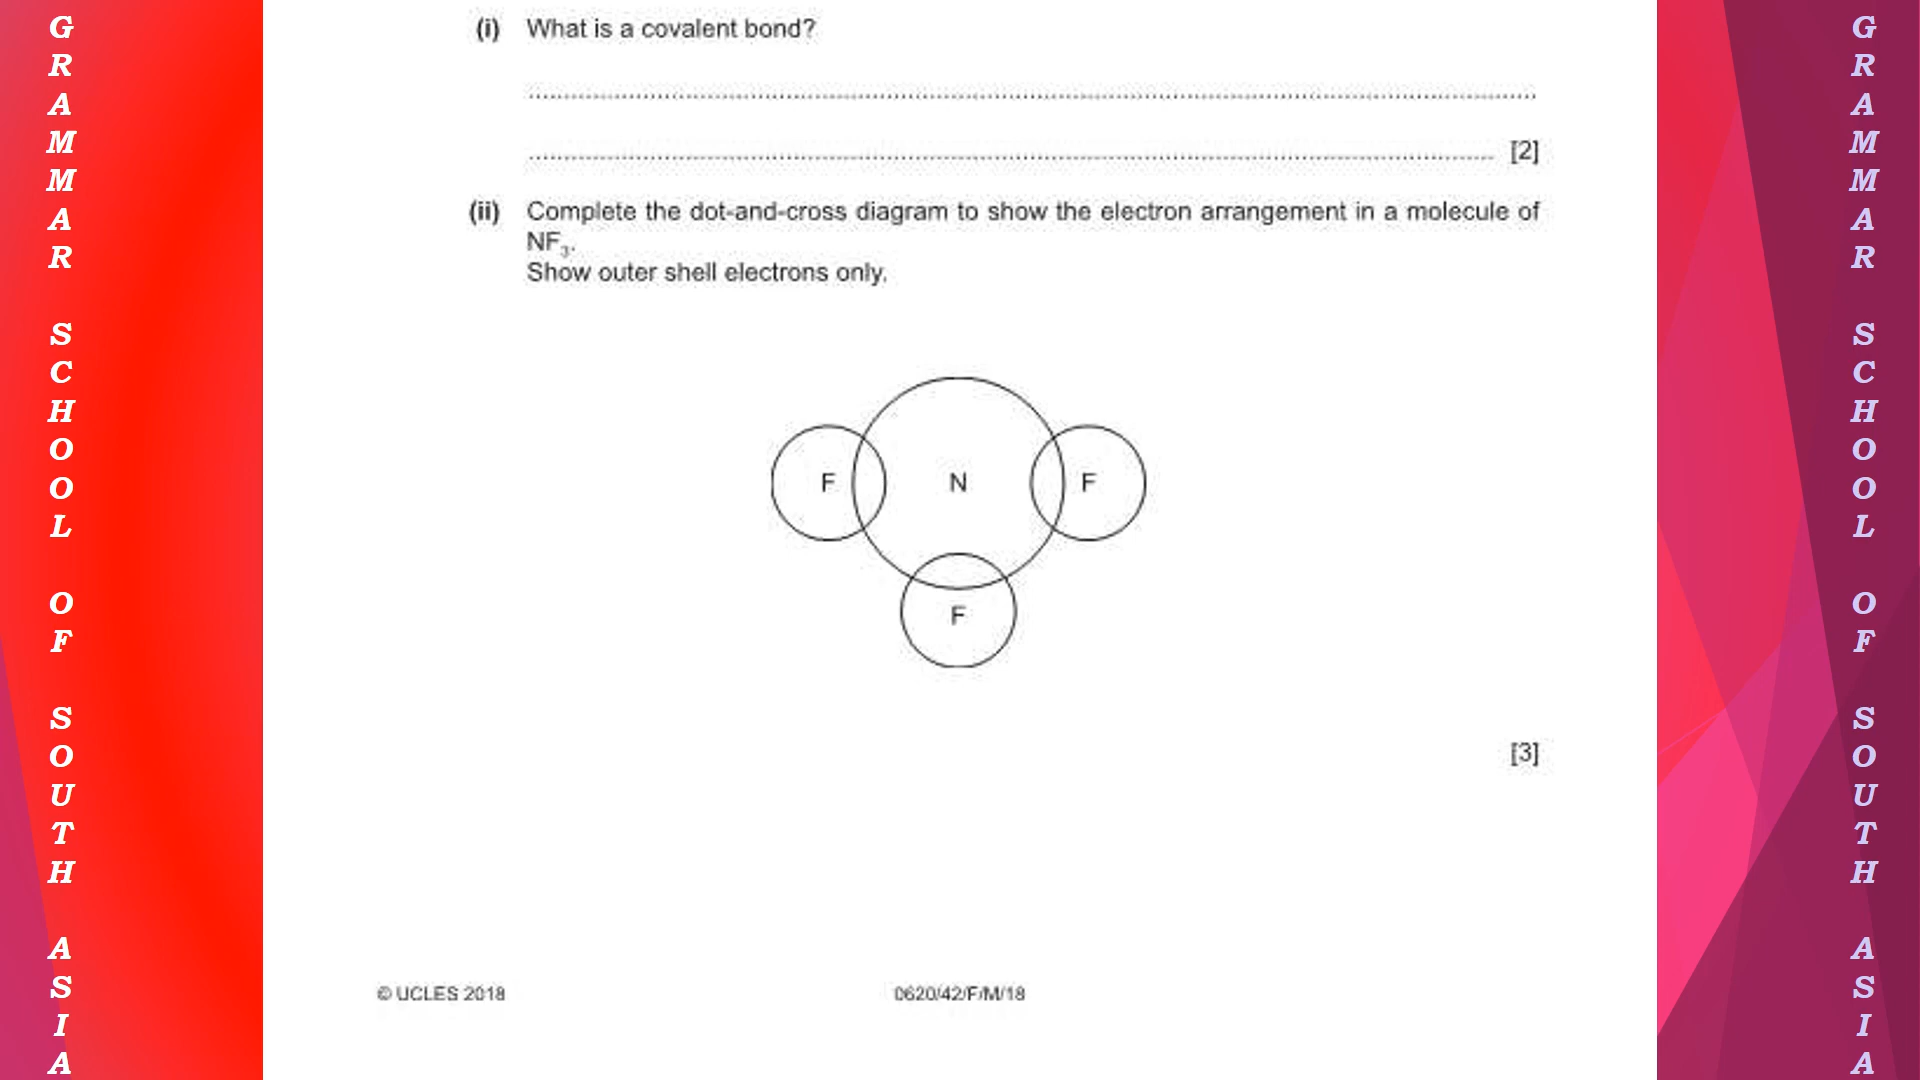 GRAMMAR SCHOOL OF SOUTH ASIA
(i) What is a covalent bond?
[2]
(ii) Complete the dot-and-cross diagram to show the electron arrangement in a molecule of
NF₃.
Show outer shell electrons only.
F N F
F
[3]
© UCLES 2018 0620/42/F/M/18
GRAMMAR SCHOOL OF SOUTH ASIA